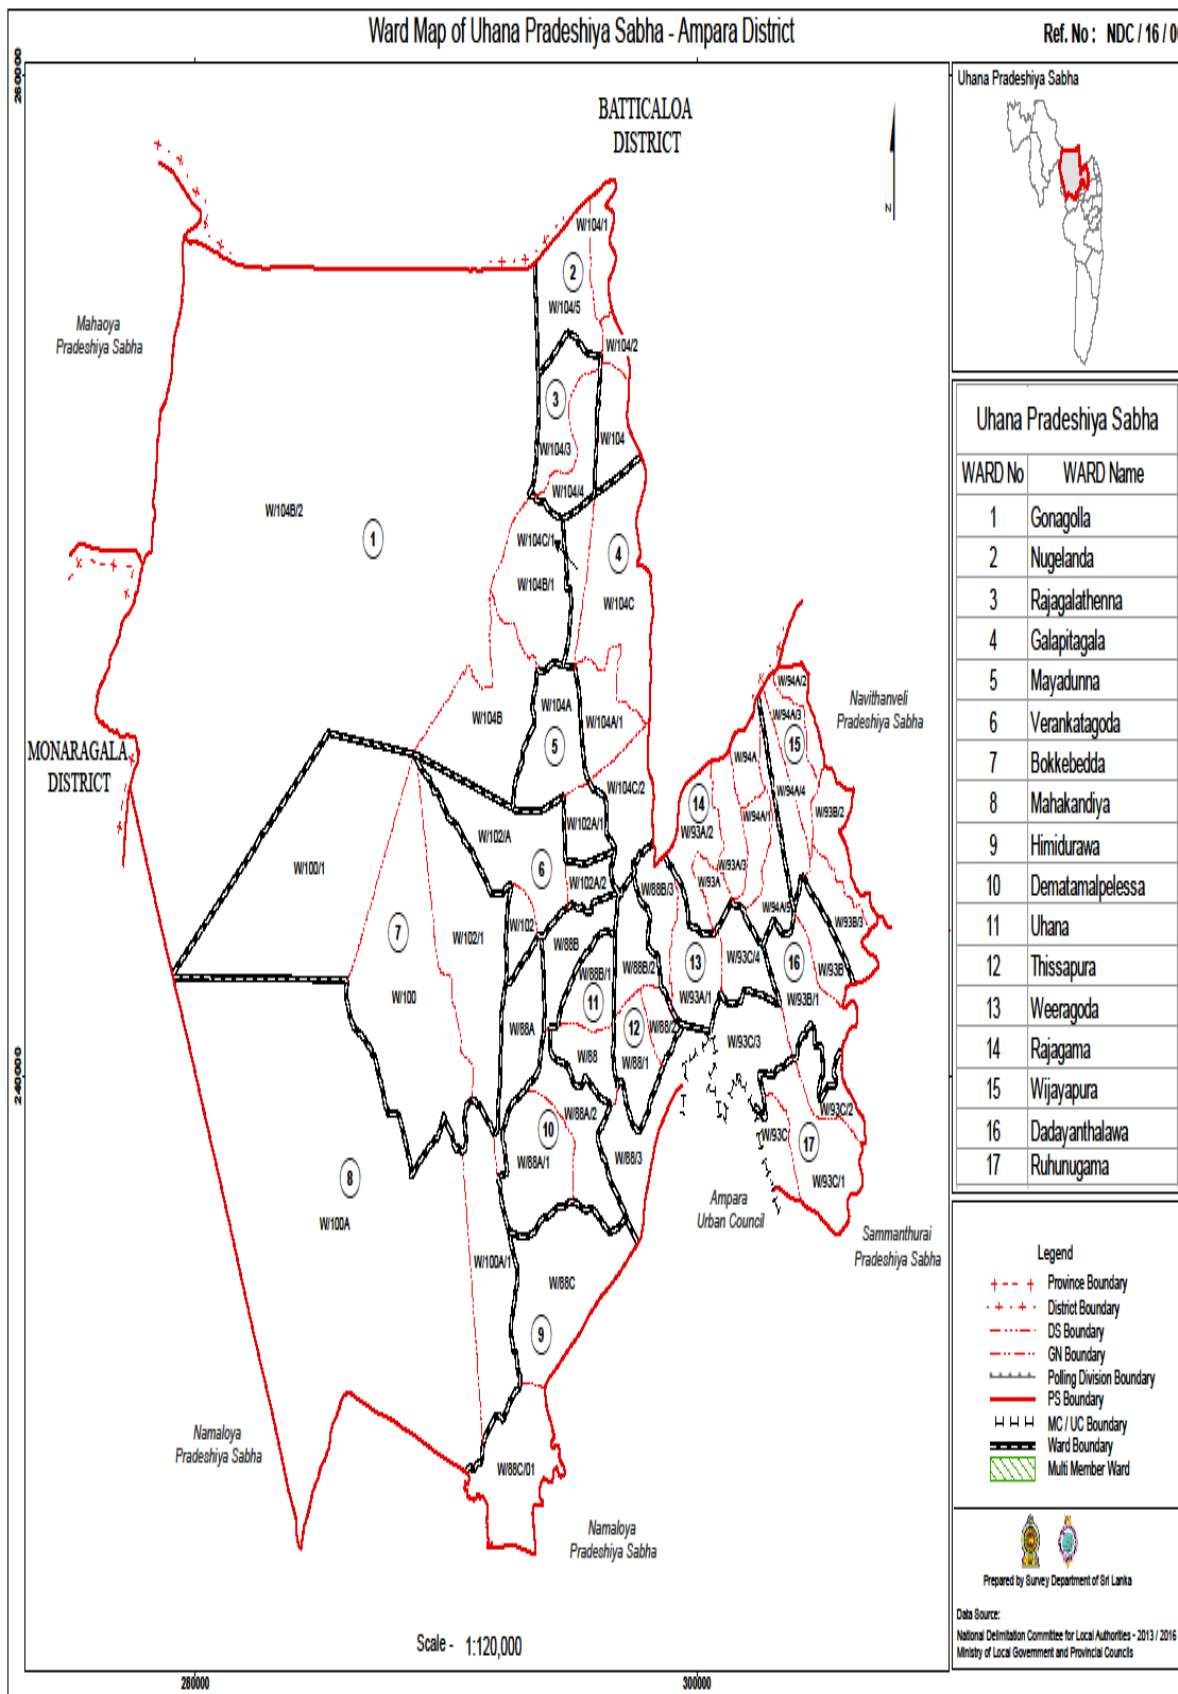 Ward Map of Uhana Pradeshiya Sabha - Ampara District
Ref. No : NDC / 16 / 0
260000
240000
280000
300000
BATTICALOA
DISTRICT
N
Mahaoya
Pradeshiya Sabha
MONARAGALA
DISTRICT
Navithanveli
Pradeshiya Sabha
Ampara
Urban Council
Sammanthurai
Pradeshiya Sabha
Namaloya
Pradeshiya Sabha
Namaloya
Pradeshiya Sabha
W/104/1
2
W/104/5
W/104/2
3
W/104
W/104/3
W/104/4
W/104B/2
1
W/104C/1
4
W/104B/1
W/104C
W/104A
W/104B
W/104A/1
5
W/104C/2
W/94A/2
W/94A/3
15
W/94A
W/94A/4
14
W/93A/2
W/94A/1
W/93B/2
W/102A/1
W/102/A
W/100/1
6
W/102A/2
W/88B/3
W/93A
W/93A/3
W/94A/5
W/93B/3
W/102
7
W/102/1
W/88B
W/88B/1
W/88B/2
13
W/93C/4
16
W/93B
W/100
11
W/93A/1
W/93B/1
W/88A
12
W/88/2
W/88
W/88/1
W/93C/3
W/88A/2
W/93C/2
10
W/93C
17
W/88A/1
W/88/3
8
W/93C/1
W/100A
W/100A/1
W/88C
9
W/88C/01
Scale - 1:120,000
Uhana Pradeshiya Sabha
Uhana Pradeshiya Sabha
WARD No WARD Name
1 Gonagolla
2 Nugelanda
3 Rajagalathenna
4 Galapitagala
5 Mayadunna
6 Verankatagoda
7 Bokkebedda
8 Mahakandiya
9 Himidurawa
10 Dematamalpelessa
11 Uhana
12 Thissapura
13 Weeragoda
14 Rajagama
15 Wijayapura
16 Dadayanthalawa
17 Ruhunugama
Legend
Province Boundary
District Boundary
DS Boundary
GN Boundary
Polling Division Boundary
PS Boundary
MC / UC Boundary
Ward Boundary
Multi Member Ward
Prepared by Survey Department of Sri Lanka
Data Source:
National Delimitation Committee for Local Authorities - 2013 / 2016
Ministry of Local Government and Provincial Councils